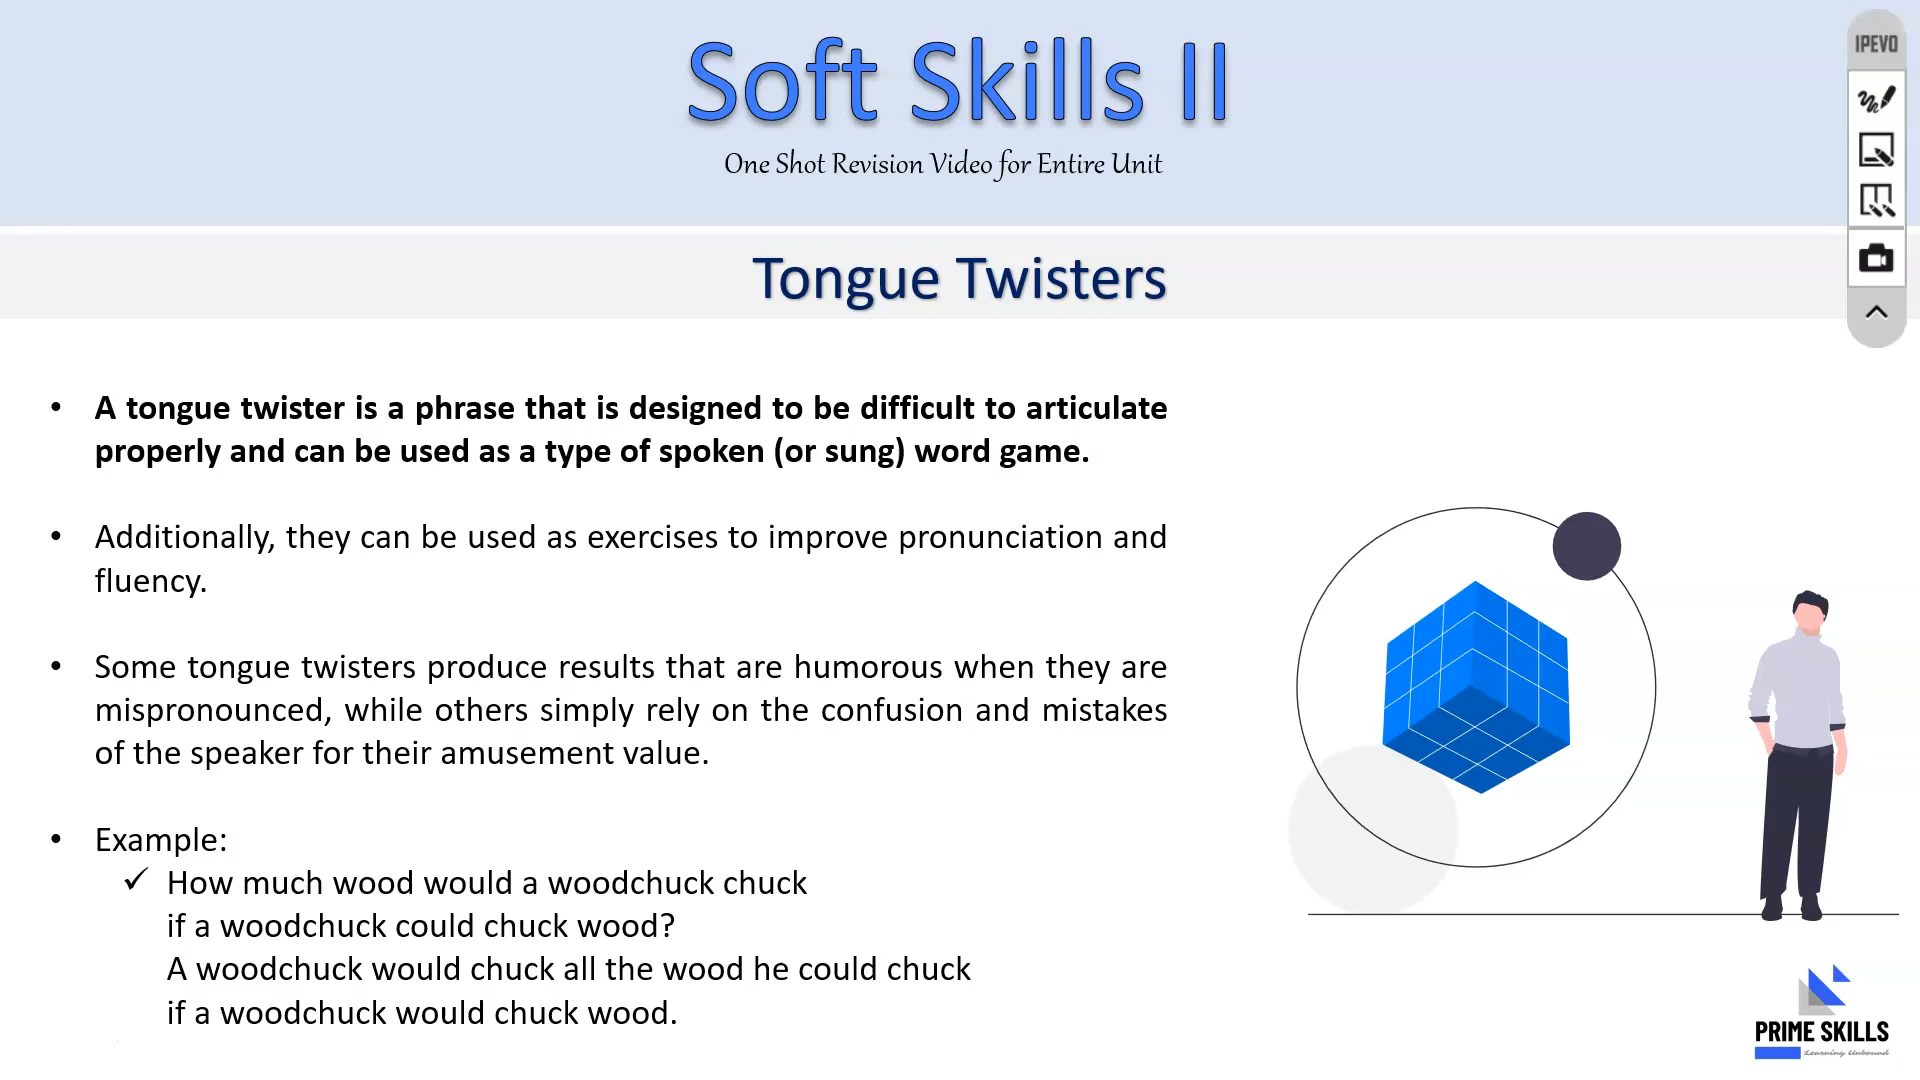 Soft Skills II
One Shot Revision Video for Entire Unit
IPEVO
Tongue Twisters
• A tongue twister is a phrase that is designed to be difficult to articulate
properly and can be used as a type of spoken (or sung) word game.
• Additionally, they can be used as exercises to improve pronunciation and
fluency.
• Some tongue twisters produce results that are humorous when they are
mispronounced, while others simply rely on the confusion and mistakes
of the speaker for their amusement value.
• Example:
✓ How much wood would a woodchuck chuck
if a woodchuck could chuck wood?
A woodchuck would chuck all the wood he could chuck
if a woodchuck would chuck wood.
PRIME SKILLS
Learning Unbound